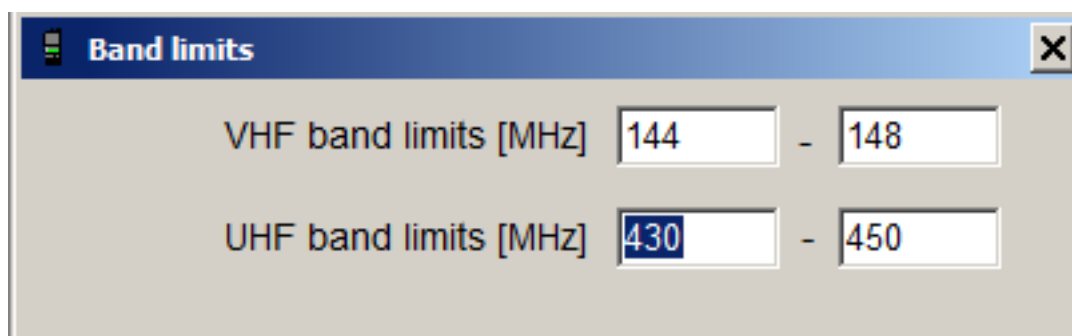 Band limits
VHF band limits [MHz] 144 - 148
UHF band limits [MHz] 430 - 450